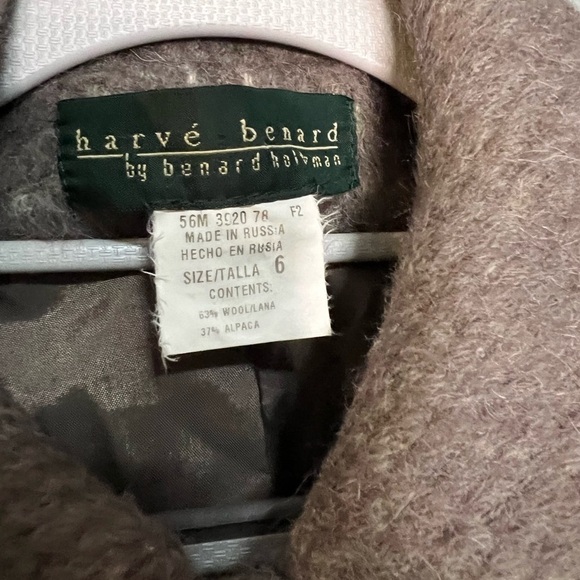 harvé benard
by benard holtzman
56M 3920 78 F2
MADE IN RUSSIA
HECHO EN RUSIA
SIZE/TALLA 6
CONTENTS:
63% WOOL/LANA
37% ALPACA